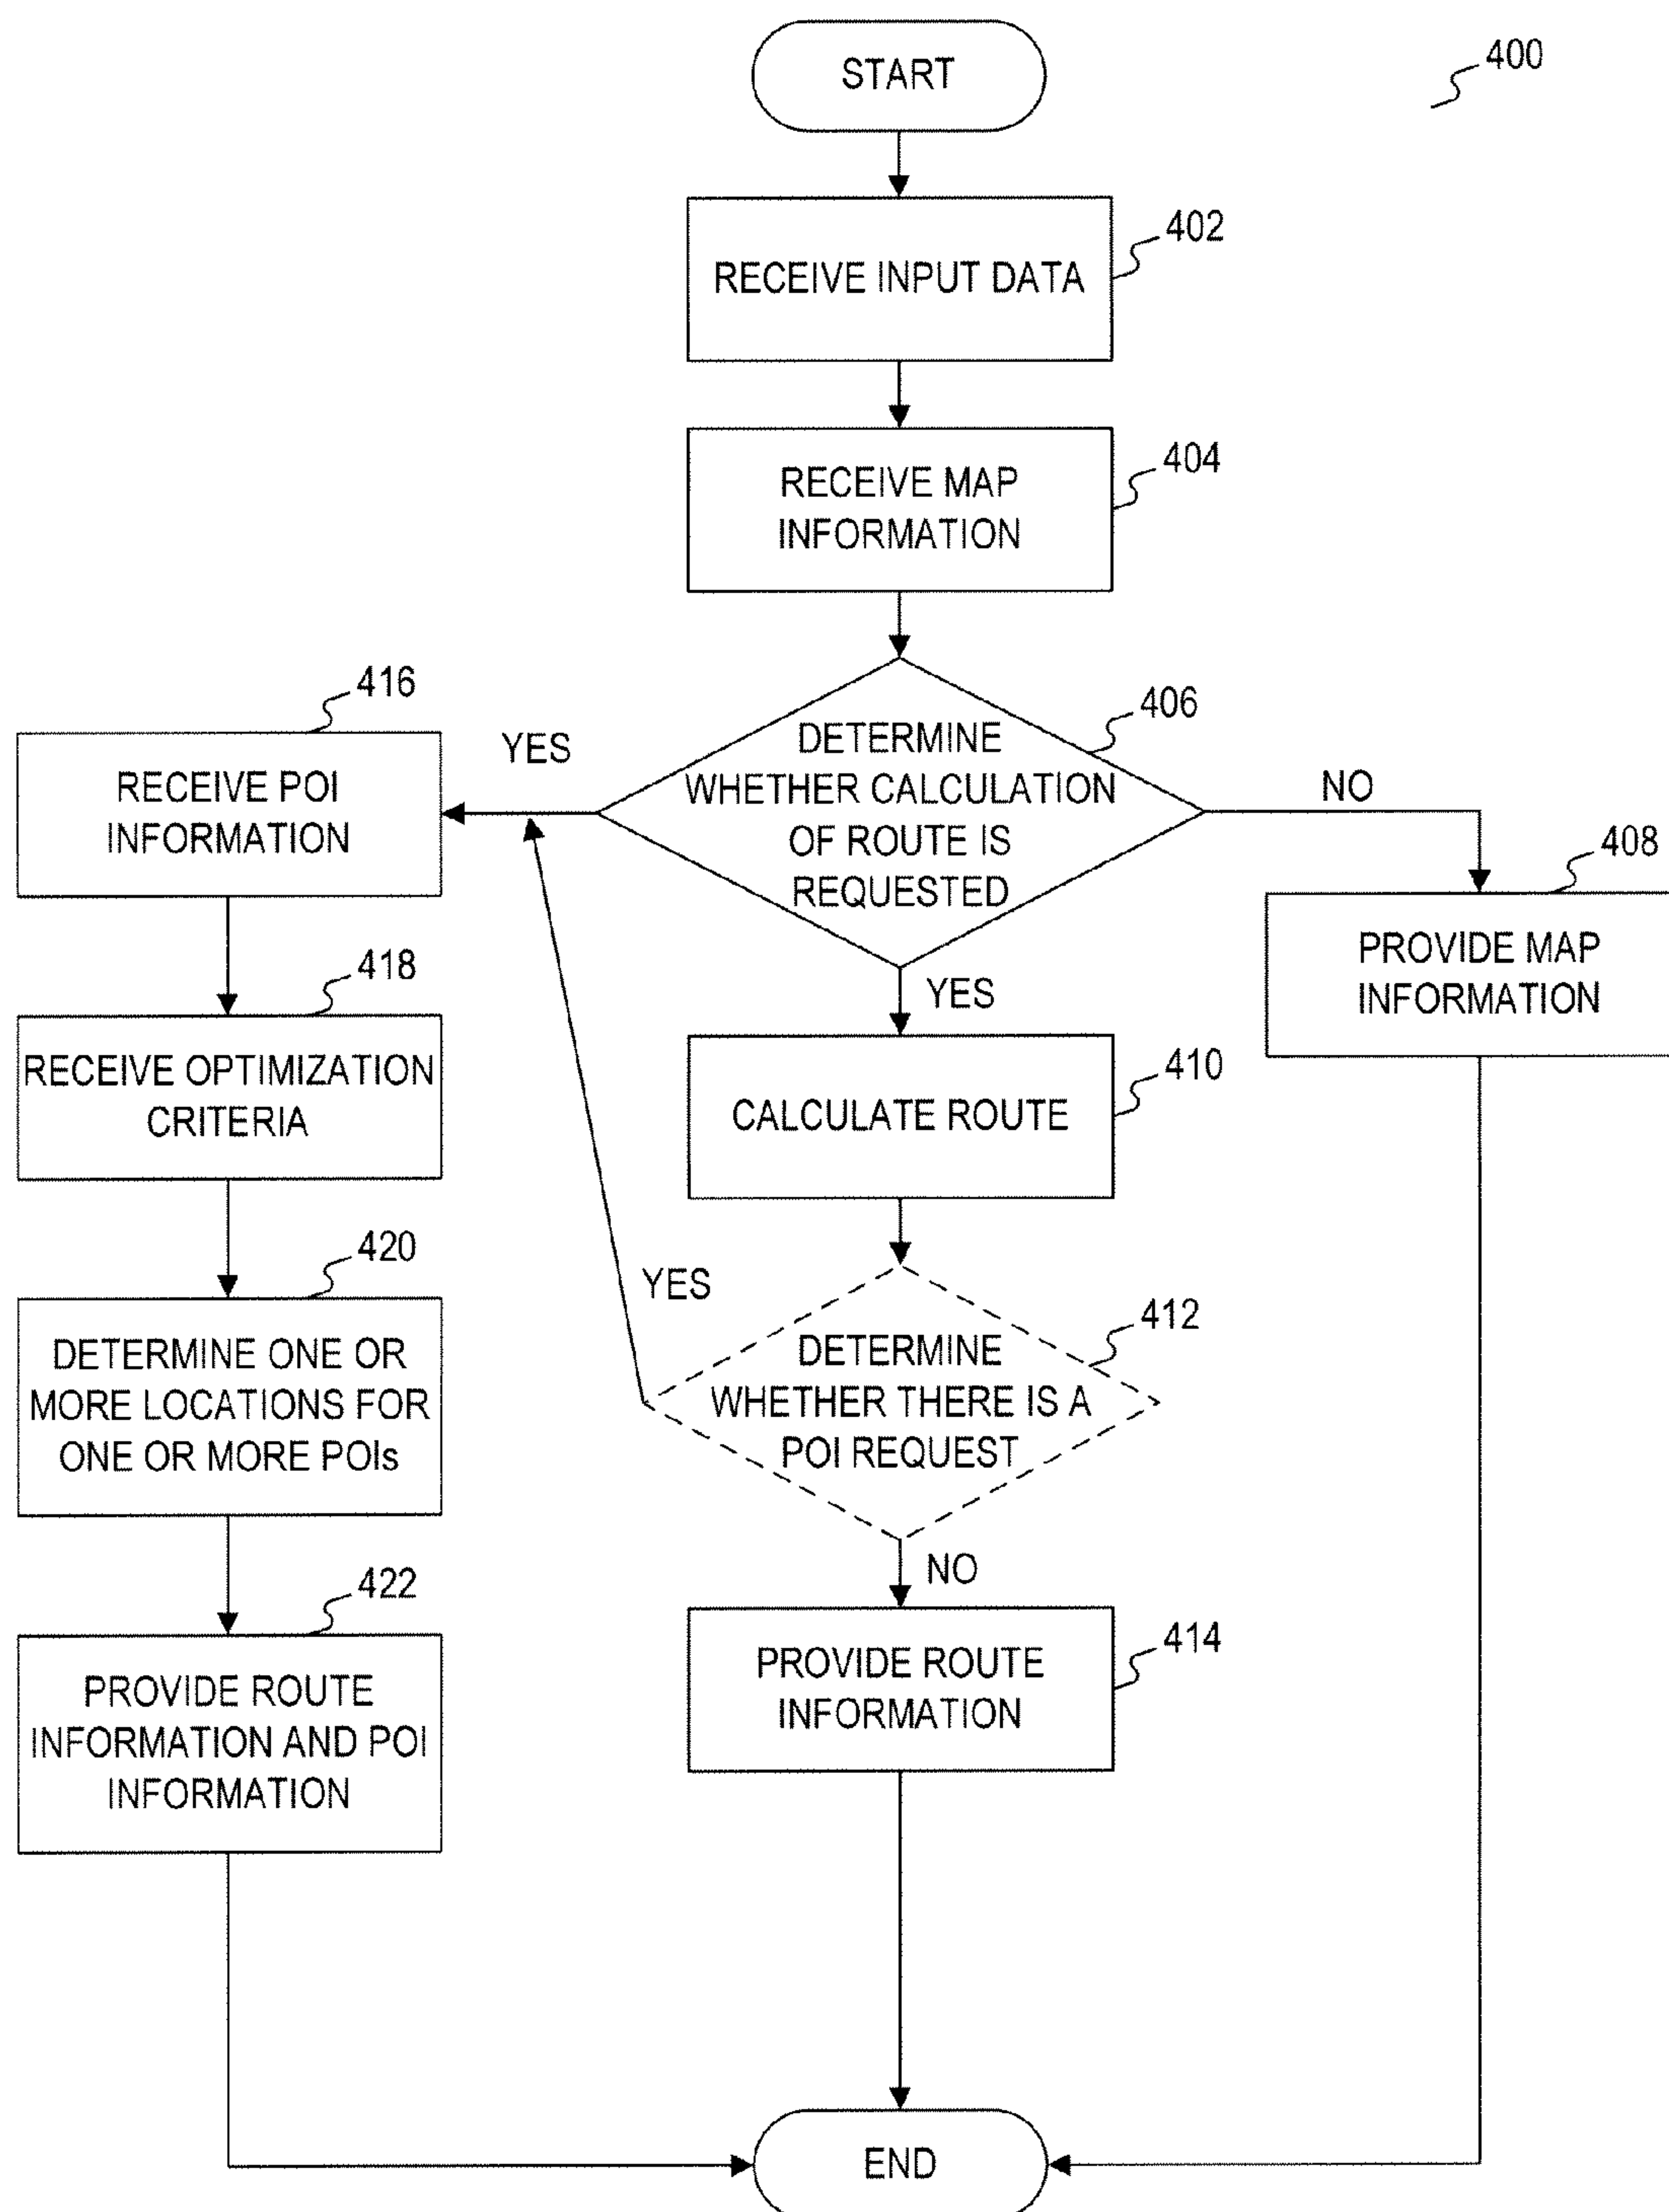 START
400
402
RECEIVE INPUT DATA
404
RECEIVE MAP
INFORMATION
416
RECEIVE POI
INFORMATION
YES
406
DETERMINE
WHETHER CALCULATION
OF ROUTE IS
REQUESTED
NO
408
PROVIDE MAP
INFORMATION
YES
418
RECEIVE OPTIMIZATION
CRITERIA
410
CALCULATE ROUTE
420
DETERMINE ONE OR
MORE LOCATIONS FOR
ONE OR MORE POIs
YES
412
DETERMINE
WHETHER THERE IS A
POI REQUEST
NO
422
PROVIDE ROUTE
INFORMATION AND POI
INFORMATION
414
PROVIDE ROUTE
INFORMATION
END